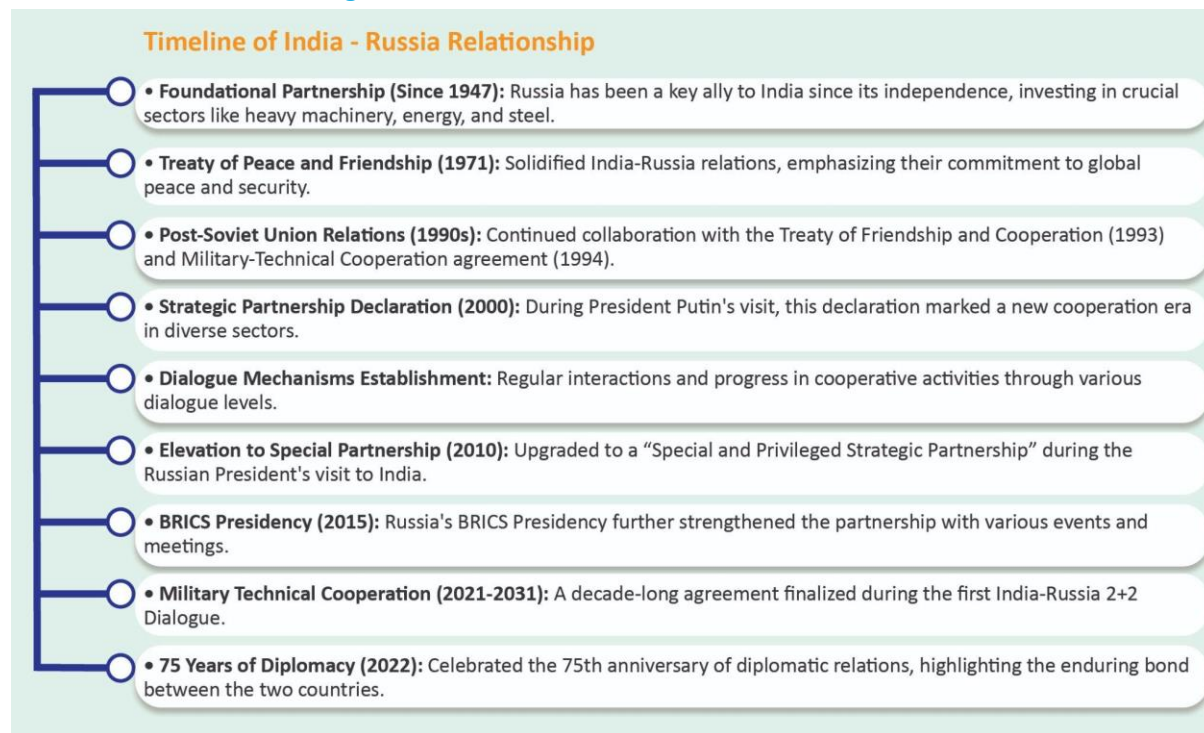 Timeline of India - Russia Relationship
• Foundational Partnership (Since 1947): Russia has been a key ally to India since its independence, investing in crucial
sectors like heavy machinery, energy, and steel.
• Treaty of Peace and Friendship (1971): Solidified India-Russia relations, emphasizing their commitment to global
peace and security.
• Post-Soviet Union Relations (1990s): Continued collaboration with the Treaty of Friendship and Cooperation (1993)
and Military-Technical Cooperation agreement (1994).
• Strategic Partnership Declaration (2000): During President Putin's visit, this declaration marked a new cooperation era
in diverse sectors.
• Dialogue Mechanisms Establishment: Regular interactions and progress in cooperative activities through various
dialogue levels.
• Elevation to Special Partnership (2010): Upgraded to a “Special and Privileged Strategic Partnership” during the
Russian President's visit to India.
• BRICS Presidency (2015): Russia's BRICS Presidency further strengthened the partnership with various events and
meetings.
• Military Technical Cooperation (2021-2031): A decade-long agreement finalized during the first India-Russia 2+2
Dialogue.
• 75 Years of Diplomacy (2022): Celebrated the 75th anniversary of diplomatic relations, highlighting the enduring bond
between the two countries.